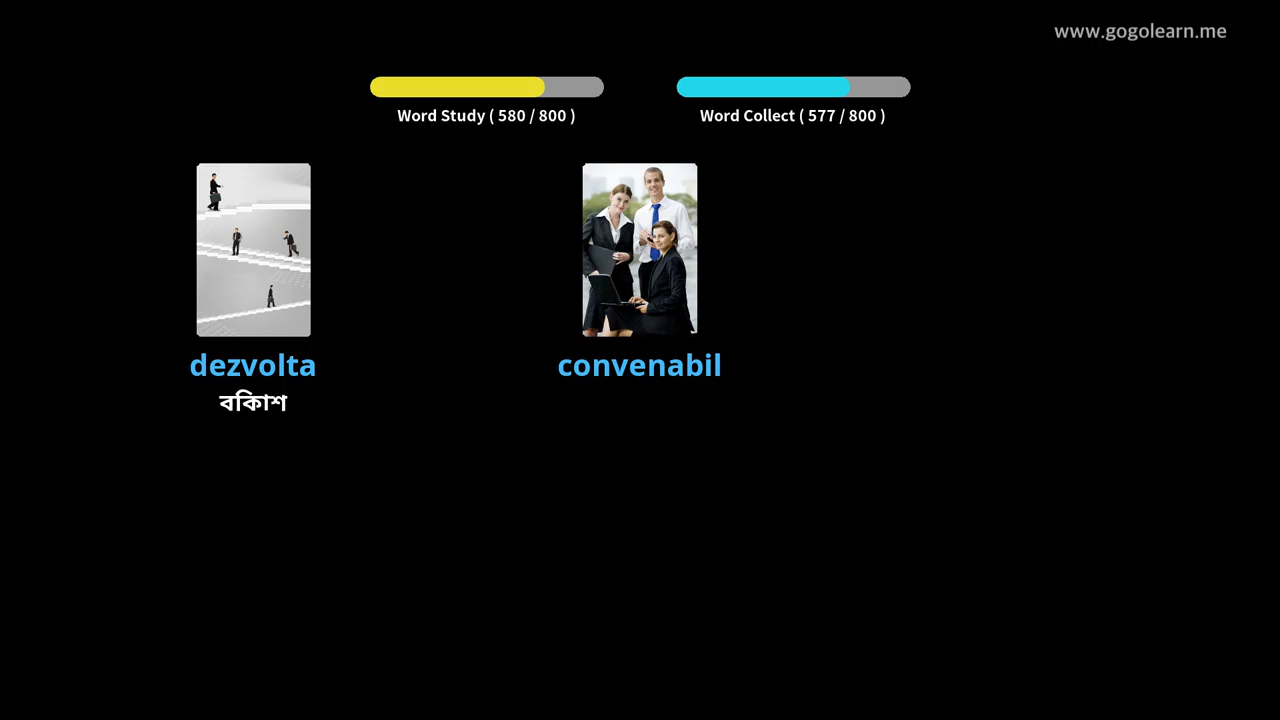 www.gogolearn.me
Word Study ( 580 / 800 )
Word Collect ( 577 / 800 )
dezvolta
convenabil
বিকাশ